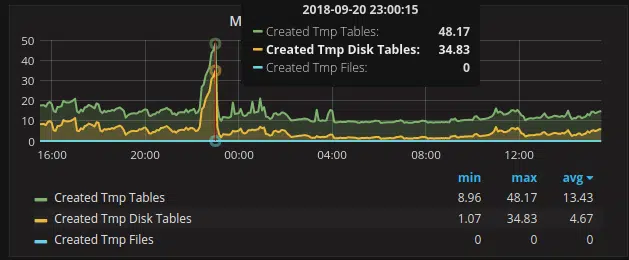 2018-09-20 23:00:15
M
Created Tmp Tables: 48.17
Created Tmp Disk Tables: 34.83
Created Tmp Files: 0
50
40
30
20
10
0
16:00 20:00 00:00 04:00 08:00 12:00
min max avg
Created Tmp Tables 8.96 48.17 13.43
Created Tmp Disk Tables 1.07 34.83 4.67
Created Tmp Files 0 0 0